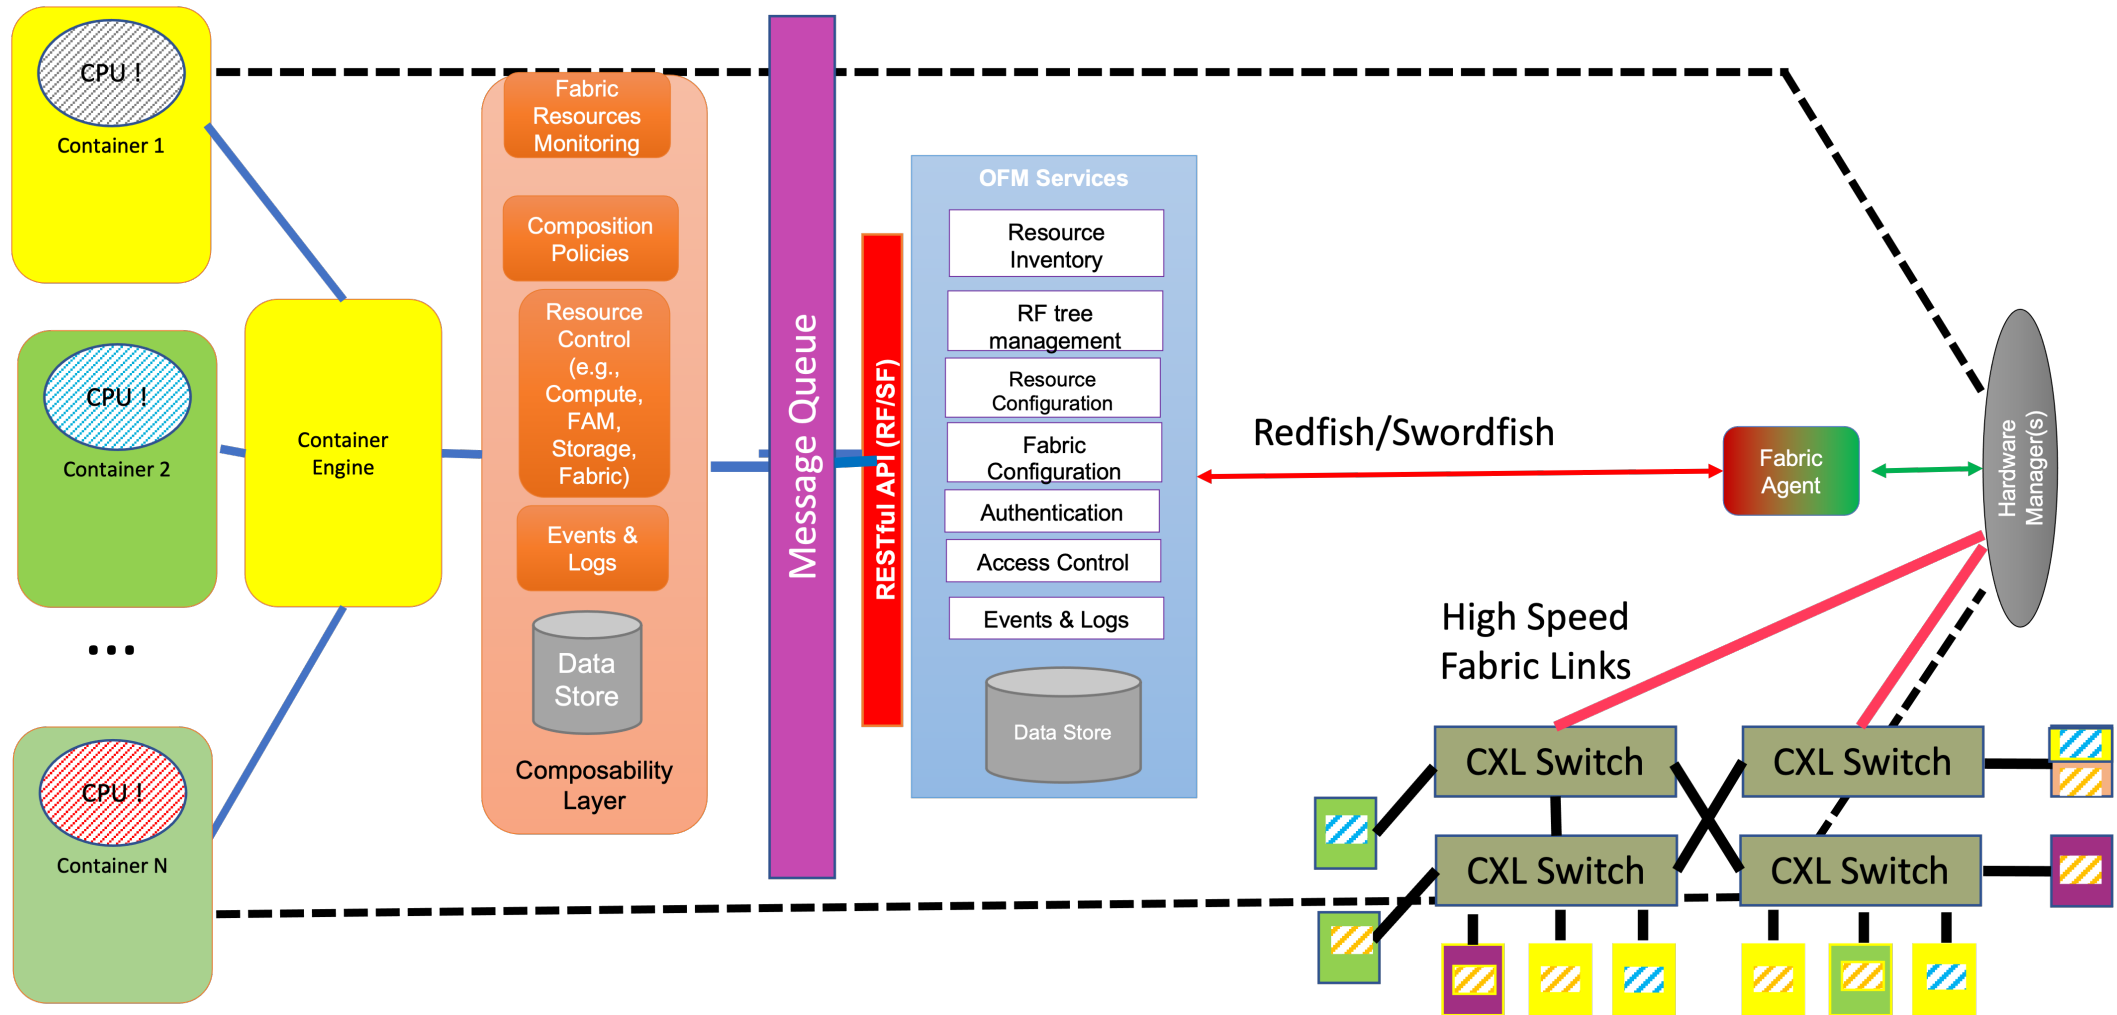 CPU !
Container 1
CPU !
Container 2
...
CPU !
Container N
Container
Engine
Fabric
Resources
Monitoring
Composition
Policies
Resource
Control
(e.g.,
Compute,
FAM,
Storage,
Fabric)
Events &
Logs
Data
Store
Composability
Layer
Message Queue
RESTful API (RF/SF)
OFM Services
Resource
Inventory
RF tree
management
Resource
Configuration
Fabric
Configuration
Authentication
Access Control
Events & Logs
Data Store
Redfish/Swordfish
Fabric
Agent
Hardware
Manager(s)
High Speed
Fabric Links
CXL Switch
CXL Switch
CXL Switch
CXL Switch